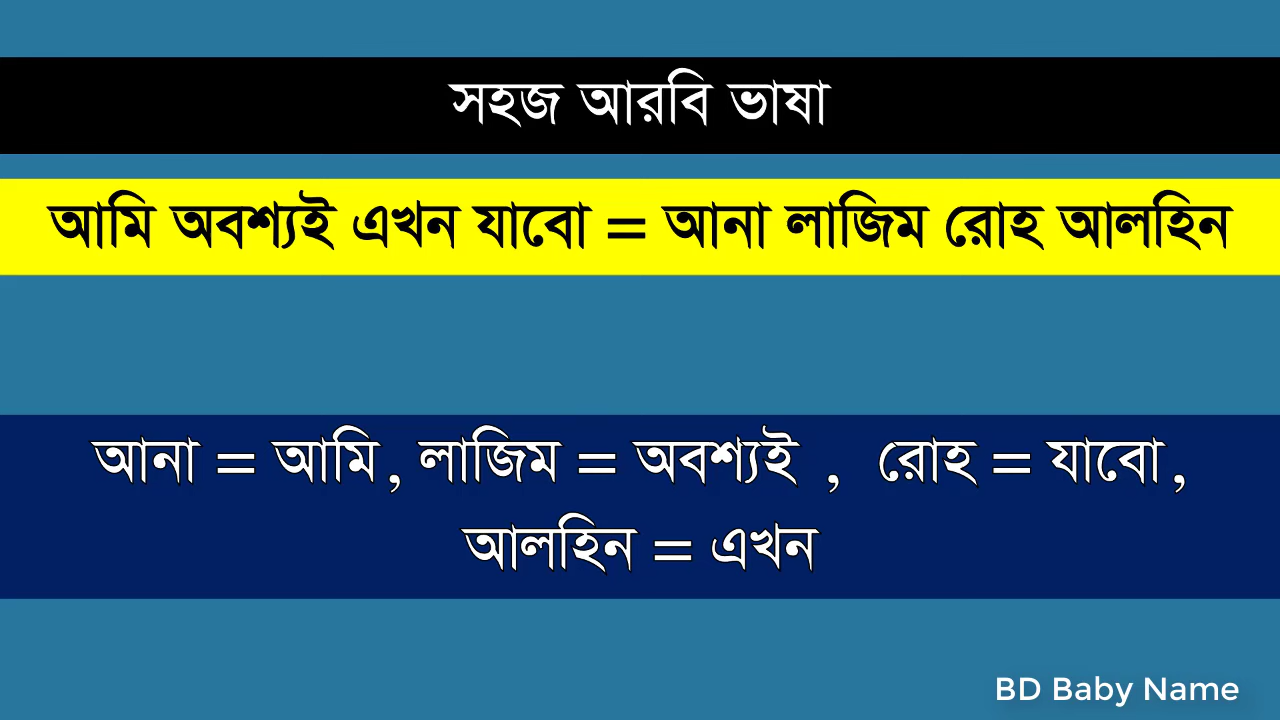 সহজ আরবি ভাষা
আমি অবশ্যই এখন যাবো = আনা লাজিম রোহ আলহিন
আনা = আমি, লাজিম = অবশ্যই , রোহ = যাবো,
আলহিন = এখন
BD Baby Name